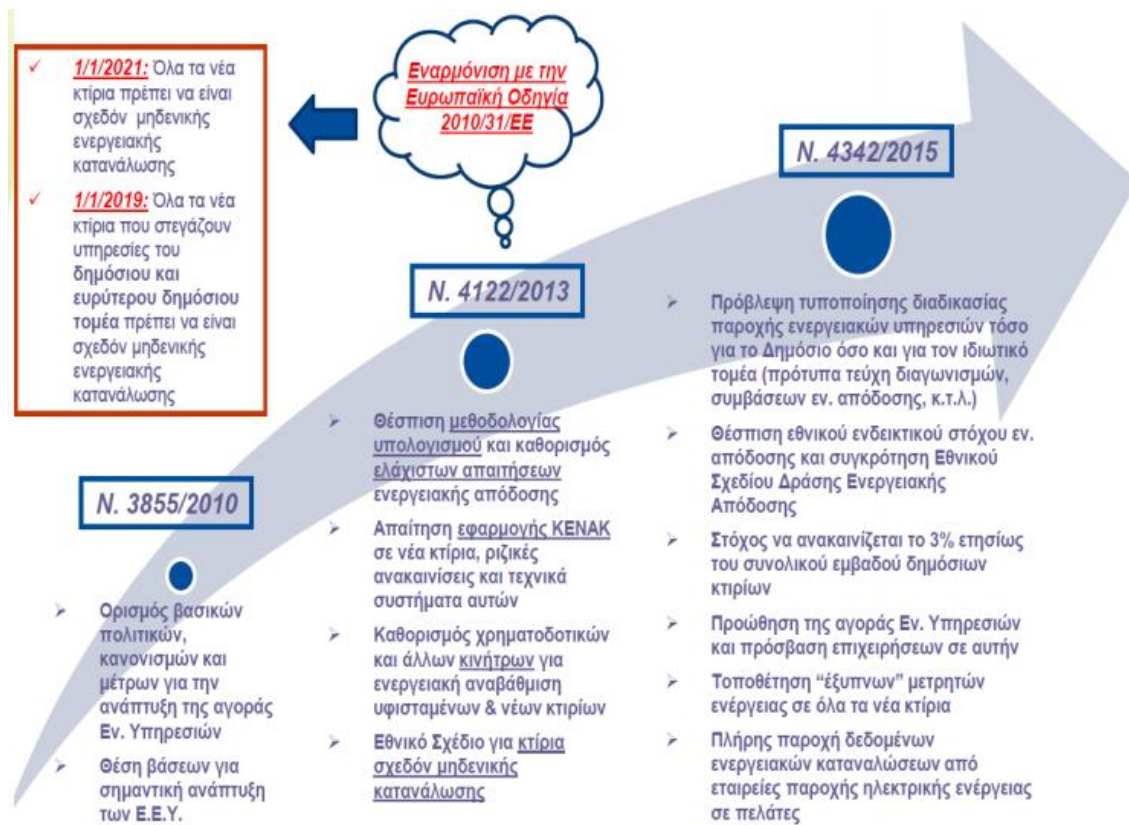 1/1/2021: Όλα τα νέα
κτίρια πρέπει να είναι
σχεδόν μηδενικής
ενεργειακής
κατανάλωσης
1/1/2019: Όλα τα νέα
κτίρια που στεγάζουν
υπηρεσίες του
δημόσιου και
ευρύτερου δημόσιου
τομέα πρέπει να είναι
σχεδόν μηδενικής
ενεργειακής
κατανάλωσης
Εναρμόνιση με την
Ευρωπαϊκή Οδηγία
2010/31/ΕΕ
Ν. 3855/2010
Ορισμός βασικών
πολιτικών,
κανονισμών και
μέτρων για την
ανάπτυξη της αγοράς
Εν. Υπηρεσιών
Θέση βάσεων για
σημαντική ανάπτυξη
των Ε.Ε.Υ.
Ν. 4122/2013
Θέσπιση μεθοδολογίας
υπολογισμού και καθορισμός
ελάχιστων απαιτήσεων
ενεργειακής απόδοσης
Απαίτηση εφαρμογής ΚΕΝΑΚ
σε νέα κτίρια, ριζικές
ανακαινίσεις και τεχνικά
συστήματα αυτών
Καθορισμός χρηματοδοτικών
και άλλων κινήτρων για
ενεργειακή αναβάθμιση
υφισταμένων & νέων κτιρίων
Εθνικό Σχέδιο για κτίρια
σχεδόν μηδενικής
κατανάλωσης
Ν. 4342/2015
Πρόβλεψη τυποποίησης διαδικασίας
παροχής ενεργειακών υπηρεσιών τόσο
για το Δημόσιο όσο και για τον ιδιωτικό
τομέα (πρότυπα τεύχη διαγωνισμών,
συμβάσεων εν. απόδοσης, κ.τ.λ.)
Θέσπιση εθνικού ενδεικτικού στόχου εν.
απόδοσης και συγκρότηση Εθνικού
Σχεδίου Δράσης Ενεργειακής
Απόδοσης
Στόχος να ανακαινίζεται το 3% ετησίως
του συνολικού εμβαδού δημόσιων
κτιρίων
Προώθηση της αγοράς Εν. Υπηρεσιών
και πρόσβαση επιχειρήσεων σε αυτήν
Τοποθέτηση “έξυπνων” μετρητών
ενέργειας σε όλα τα νέα κτίρια
Πλήρης παροχή δεδομένων
ενεργειακών καταναλώσεων από
εταιρείες παροχής ηλεκτρικής ενέργειας
σε πελάτες